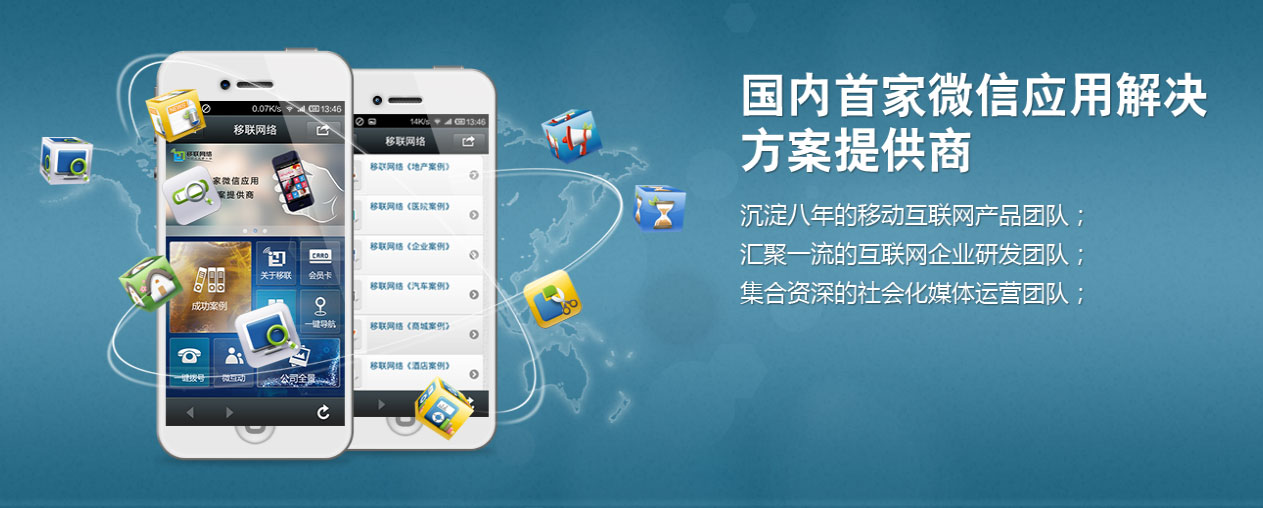 国内首家微信应用解决
方案提供商
沉淀八年的移动互联网产品团队；
汇聚一流的互联网企业研发团队；
集合资深的社会化媒体运营团队；
0.07K/s 13:46
移联网络
移联网络
家微信应用
案提供商
成功案例
关于移联
CARD
会员卡
一键导航
一键拨号
微互动
公司全景
14K/s 13:46
移联网络
移联网络《地产案例》
移联网络《医院案例》
移联网络《企业案例》
移联网络《汽车案例》
移联网络《商城案例》
移联网络《酒店案例》